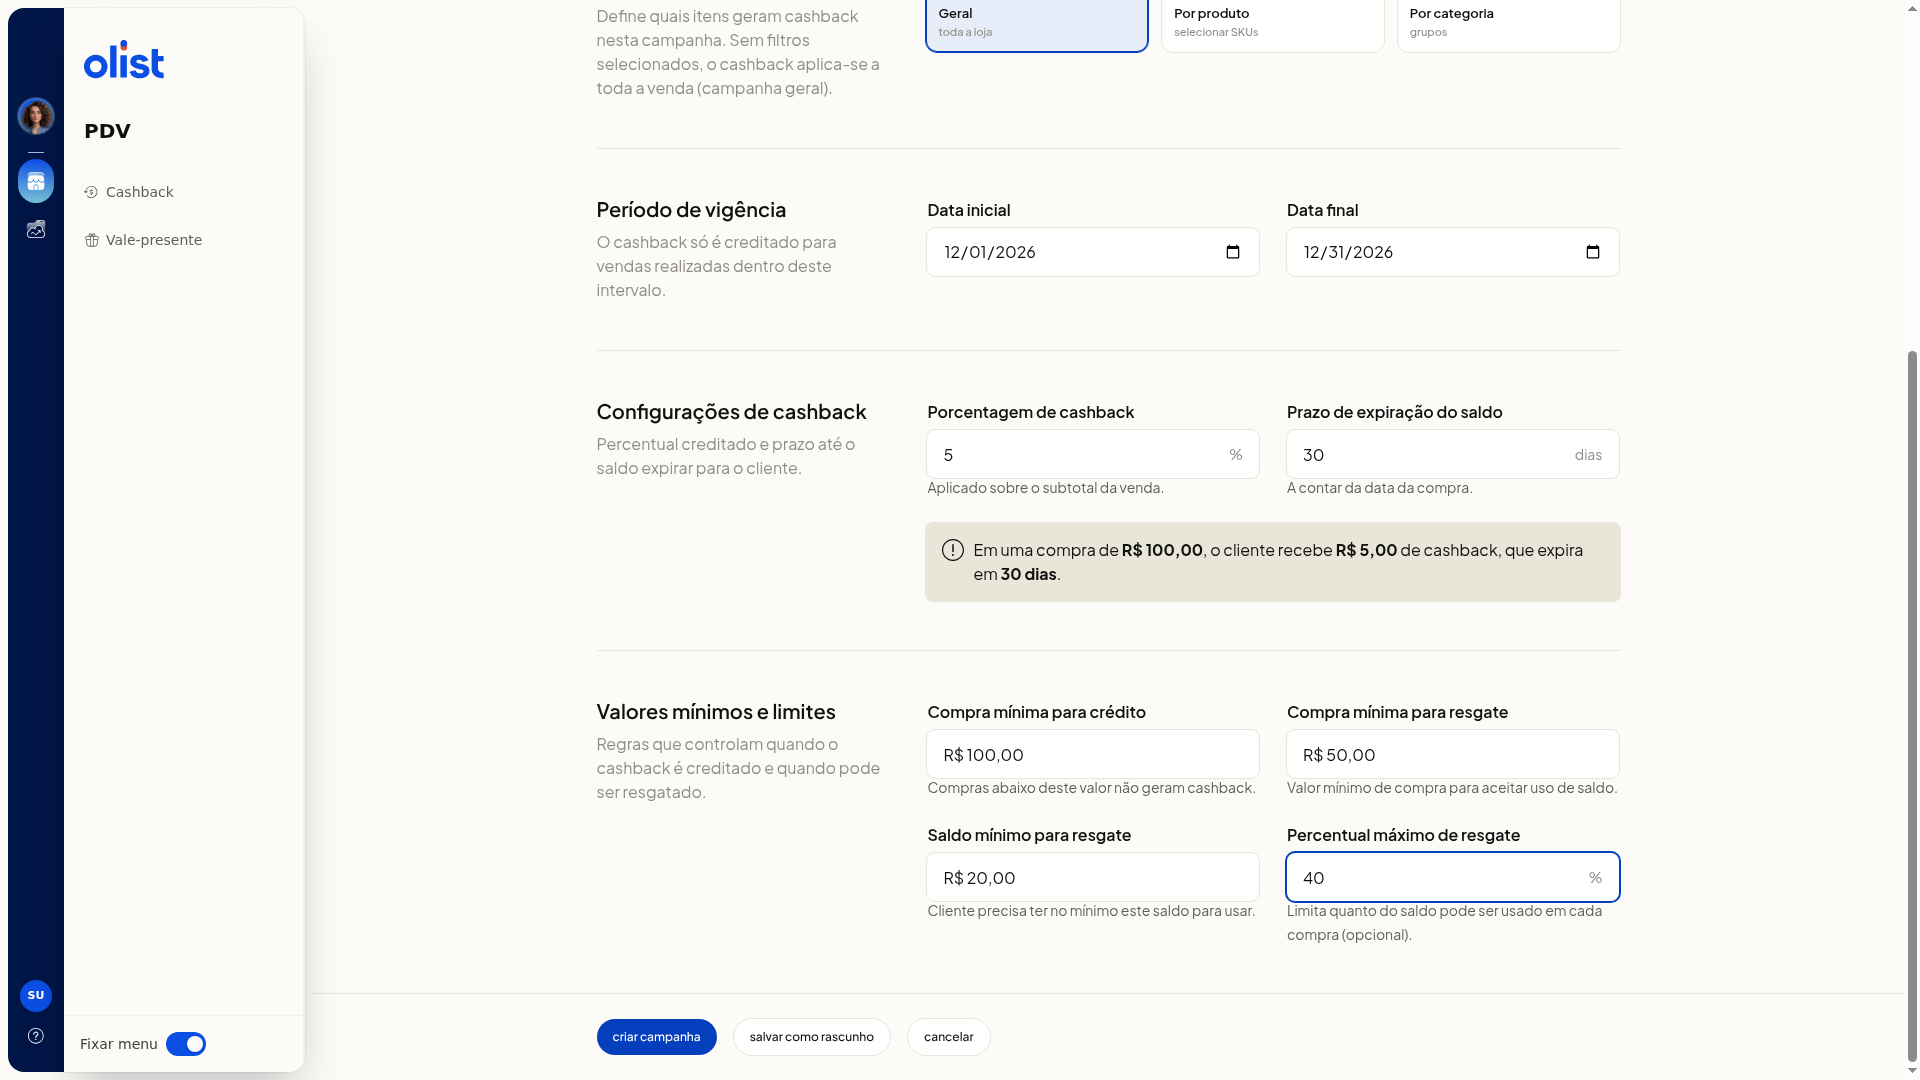 olist
PDV
Cashback
Vale-presente
SU
Fixar menu
Define quais itens geram cashback
nesta campanha. Sem filtros
selecionados, o cashback aplica-se a
toda a venda (campanha geral).
Geral
toda a loja
Por produto
selecionar SKUs
Por categoria
grupos
Período de vigência
O cashback só é creditado para
vendas realizadas dentro deste
intervalo.
Data inicial
12/01/2026
Data final
12/31/2026
Configurações de cashback
Percentual creditado e prazo até o
saldo expirar para o cliente.
Porcentagem de cashback
5 %
Aplicado sobre o subtotal da venda.
Prazo de expiração do saldo
30 dias
A contar da data da compra.
Em uma compra de R$ 100,00, o cliente recebe R$ 5,00 de cashback, que expira
em 30 dias.
Valores mínimos e limites
Regras que controlam quando o
cashback é creditado e quando pode
ser resgatado.
Compra mínima para crédito
R$ 100,00
Compras abaixo deste valor não geram cashback.
Compra mínima para resgate
R$ 50,00
Valor mínimo de compra para aceitar uso de saldo.
Saldo mínimo para resgate
R$ 20,00
Cliente precisa ter no mínimo este saldo para usar.
Percentual máximo de resgate
40 %
Limita quanto do saldo pode ser usado em cada
compra (opcional).
criar campanha
salvar como rascunho
cancelar